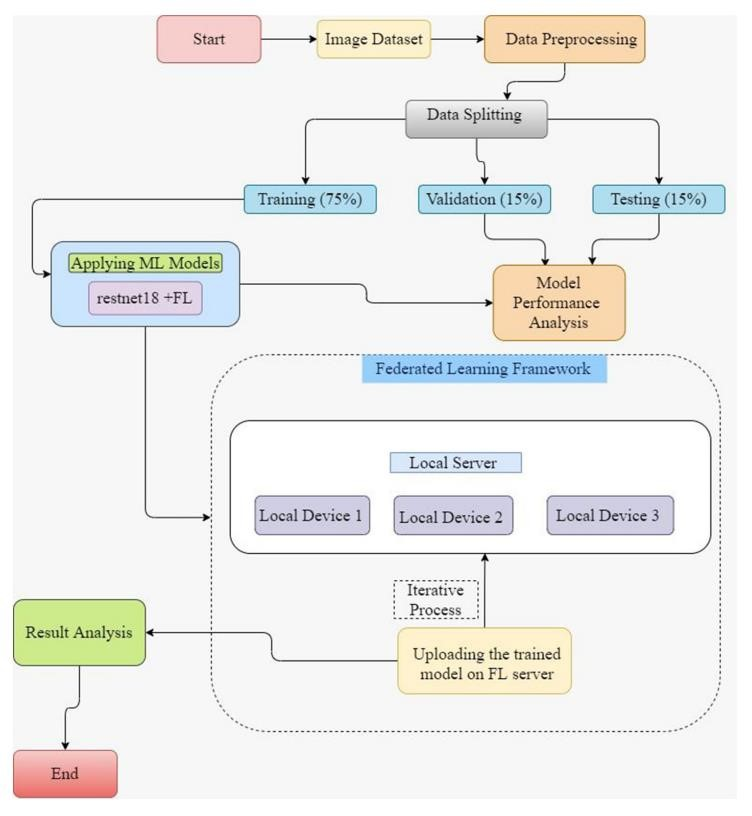 Start
Image Dataset
Data Preprocessing
Data Splitting
Training (75%)
Validation (15%)
Testing (15%)
Applying ML Models
restnet18 +FL
Model
Performance
Analysis
Federated Learning Framework
Local Server
Local Device 1
Local Device 2
Local Device 3
Iterative
Process
Uploading the trained
model on FL server
Result Analysis
End